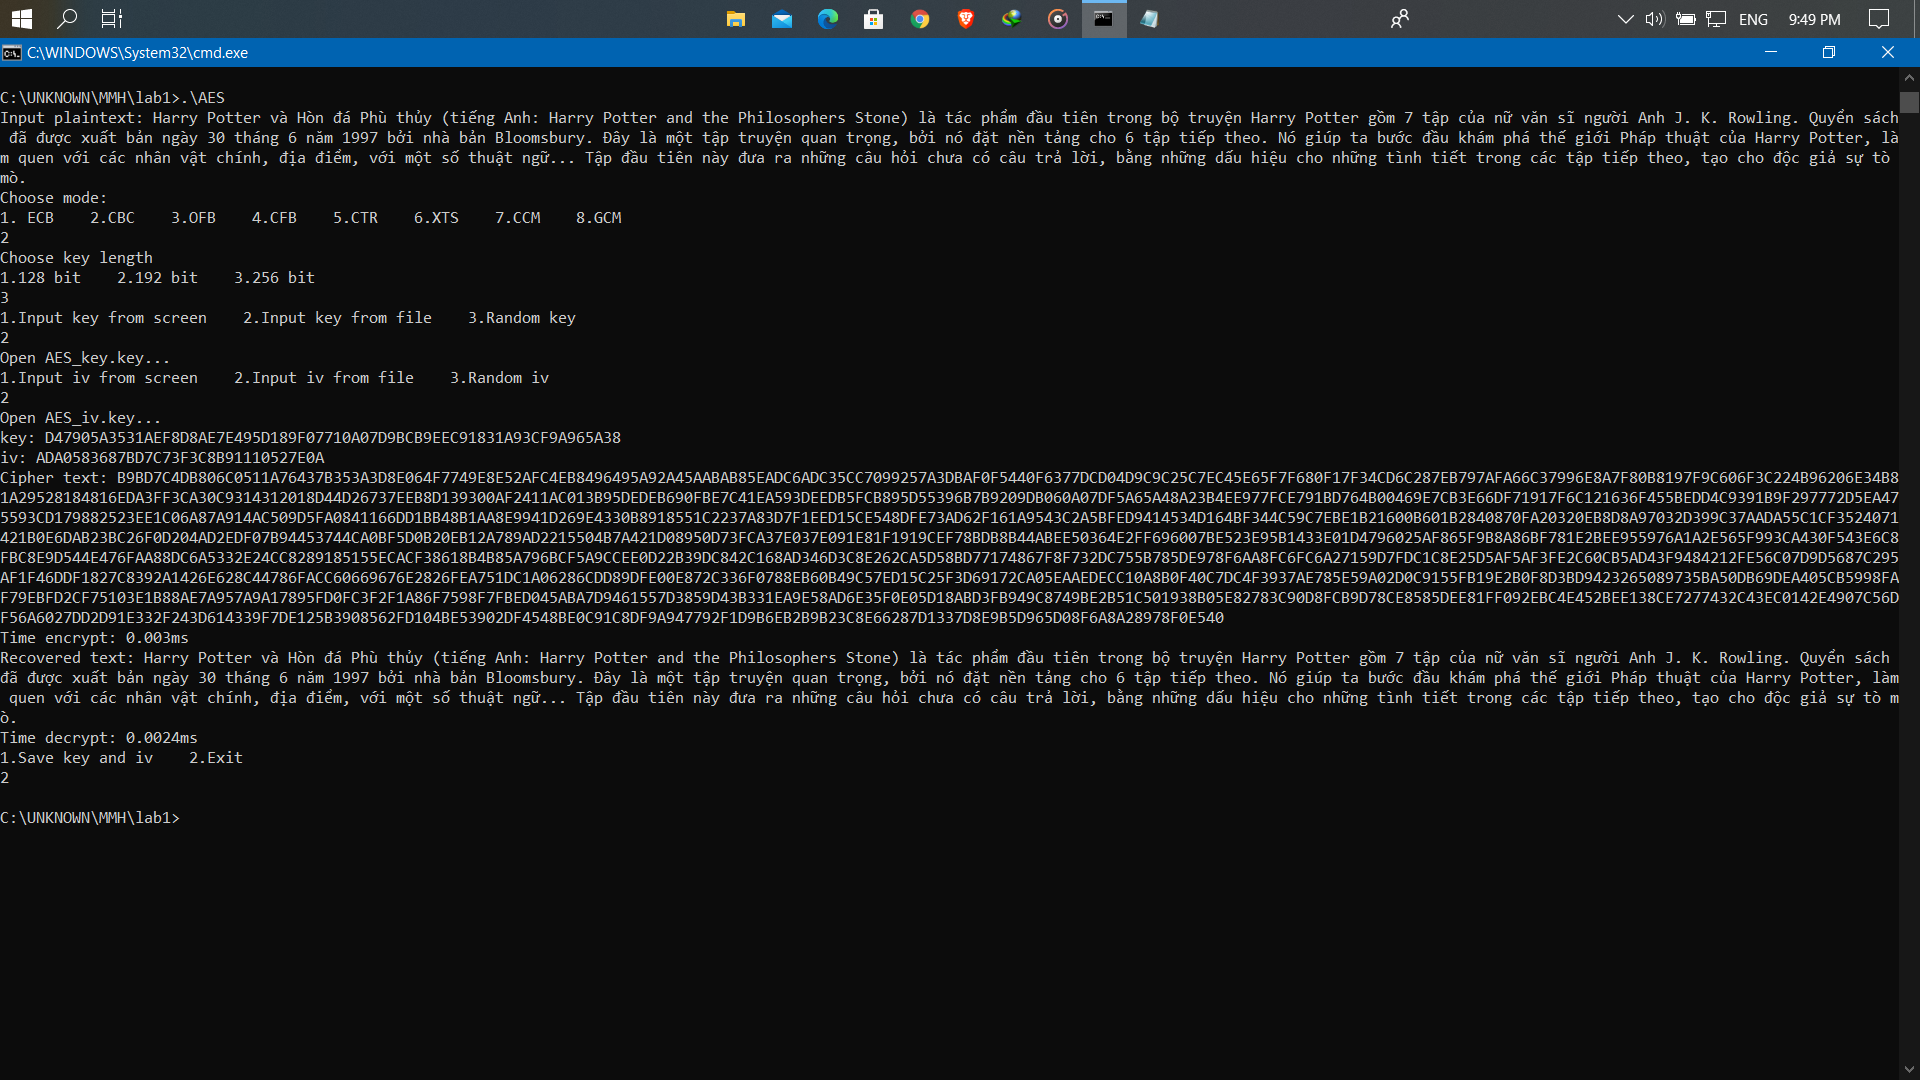 ENG
9:49 PM
C:\WINDOWS\System32\cmd.exe
C:\UNKNOWN\MMH\lab1>.\AES
Input plaintext: Harry Potter và Hòn đá Phù thủy (tiếng Anh: Harry Potter and the Philosophers Stone) là tác phẩm đầu tiên trong bộ truyện Harry Potter gồm 7 tập của nữ văn sĩ người Anh J. K. Rowling. Quyển sách
đã được xuất bản ngày 30 tháng 6 năm 1997 bởi nhà bản Bloomsbury. Đây là một tập truyện quan trọng, bởi nó đặt nền tảng cho 6 tập tiếp theo. Nó giúp ta bước đầu khám phá thế giới Pháp thuật của Harry Potter, là
m quen với các nhân vật chính, địa điểm, với một số thuật ngữ... Tập đầu tiên này đưa ra những câu hỏi chưa có câu trả lời, bằng những dấu hiệu cho những tình tiết trong các tập tiếp theo, tạo cho độc giả sự tò
mò.
Choose mode:
1. ECB    2.CBC    3.OFB    4.CFB    5.CTR    6.XTS    7.CCM    8.GCM
2
Choose key length
1.128 bit    2.192 bit    3.256 bit
3
1.Input key from screen    2.Input key from file    3.Random key
2
Open AES_key.key...
1.Input iv from screen    2.Input iv from file    3.Random iv
2
Open AES_iv.key...
key: D47905A3531AEF8D8AE7E495D189F07710A07D9BCB9EEC91831A93CF9A965A38
iv: ADA0583687BD7C73F3C8B91110527E0A
Cipher text: B9BD7C4DB806C0511A76437B353A3D8E064F7749E8E52AFC4EB8496495A92A45AABAB85EADC6ADC35CC7099257A3DBAF0F5440F6377DCD04D9C9C25C7EC45E65F7F680F17F34CD6C287EB797AFA66C37996E8A7F80B8197F9C606F3C224B96206E34B8
1A29528184816EDA3FF3CA30C9314312018D44D26737EEB8D139300AF2411AC013B95DEDEB690FBE7C41EA593DEEDB5FCB895D55396B7B9209DB060A07DF5A65A48A23B4EE977FCE791BD764B00469E7CB3E66DF71917F6C121636F455BEDD4C9391B9F297772D5EA47
5593CD179882523EE1C06A87A914AC509D5FA0841166DD1BB48B1AA8E9941D269E4330B8918551C2237A83D7F1EED15CE548DFE73AD62F161A9543C2A5BFED9414534D164BF344C59C7EBE1B21600B601B2840870FA20320EB8D8A97032D399C37AADA55C1CF3524071
421B0E6DAB23BC26F0D204AD2EDF07B94453744CA0BF5D0B20EB12A789AD2215504B7A421D08950D73FCA37E037E091E81F1919CEF78BDB8B44ABEE50364E2FF696007BE523E95B1433E01D4796025AF865F9B8A86BF781E2BEE955976A1A2E565F993CA430F543E6C8
FBC8E9D544E476FAA88DC6A5332E24CC8289185155ECACF38618B4B85A796BCF5A9CCEE0D22B39DC842C168AD346D3C8E262CA5D58BD77174867F8F732DC755B785DE978F6AA8FC6FC6A27159D7FDC1C8E25D5AF5AF3FE2C60CB5AD43F9484212FE56C07D9D5687C295
AF1F46DDF1827C8392A1426E628C44786FACC60669676E2826FEA751DC1A06286CDD89DFE00E872C336F0788EB60B49C57ED15C25F3D69172CA05EAAEDECC10A8B0F40C7DC4F3937AE785E59A02D0C9155FB19E2B0F8D3BD9423265089735BA50DB69DEA405CB5998FA
F79EBFD2CF75103E1B88AE7A957A9A17895FD0FC3F2F1A86F7598F7FBED045ABA7D9461557D3859D43B331EA9E58AD6E35F0E05D18ABD3FB949C8749BE2B51C501938B05E82783C90D8FCB9D78CE8585DEE81FF092EBC4E452BEE138CE7277432C43EC0142E4907C56D
F56A6027DD2D91E332F243D614339F7DE125B3908562FD104BE53902DF4548BE0C91C8DF9A947792F1D9B6EB2B9B23C8E66287D1337D8E9B5D965D08F6A8A28978F0E540
Time encrypt: 0.003ms
Recovered text: Harry Potter và Hòn đá Phù thủy (tiếng Anh: Harry Potter and the Philosophers Stone) là tác phẩm đầu tiên trong bộ truyện Harry Potter gồm 7 tập của nữ văn sĩ người Anh J. K. Rowling. Quyển sách
đã được xuất bản ngày 30 tháng 6 năm 1997 bởi nhà bản Bloomsbury. Đây là một tập truyện quan trọng, bởi nó đặt nền tảng cho 6 tập tiếp theo. Nó giúp ta bước đầu khám phá thế giới Pháp thuật của Harry Potter, làm
quen với các nhân vật chính, địa điểm, với một số thuật ngữ... Tập đầu tiên này đưa ra những câu hỏi chưa có câu trả lời, bằng những dấu hiệu cho những tình tiết trong các tập tiếp theo, tạo cho độc giả sự tò m
ò.
Time decrypt: 0.0024ms
1.Save key and iv    2.Exit
2
C:\UNKNOWN\MMH\lab1>